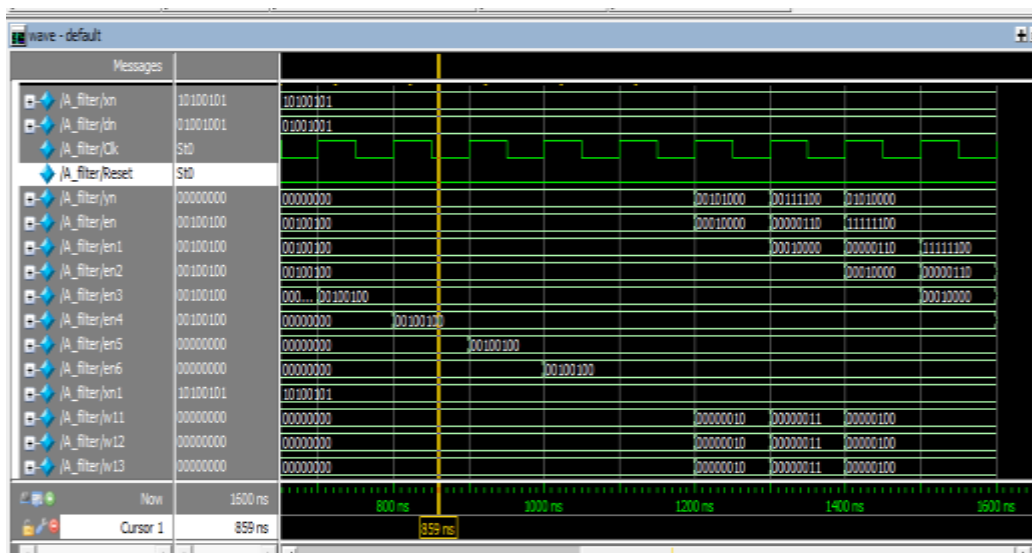 wave - default
Messages
/A_filter/xn 10100101 10100101
/A_filter/dn 01001001 01001001
/A_filter/Clk St0
/A_filter/Reset St0
/A_filter/yn 00000000 00000000 00101000 00111100 01010000
/A_filter/en 00100100 00100100 00010000 00000110 11111100
/A_filter/en1 00100100 00100100 00010000 00000110 11111100
/A_filter/en2 00100100 00100100 00010000 00000110
/A_filter/en3 00100100 000... 00100100 00010000
/A_filter/en4 00100100 00000000 00100100
/A_filter/en5 00000000 00000000 00100100
/A_filter/en6 00000000 00000000 00100100
/A_filter/xn1 10100101 10100101
/A_filter/w11 00000000 00000000 00000010 00000011 00000100
/A_filter/w12 00000000 00000000 00000010 00000011 00000100
/A_filter/w13 00000000 00000000 00000010 00000011 00000100
Now 1600 ns 800 ns 1000 ns 1200 ns 1400 ns 1600 ns
Cursor 1 859 ns 859 ns